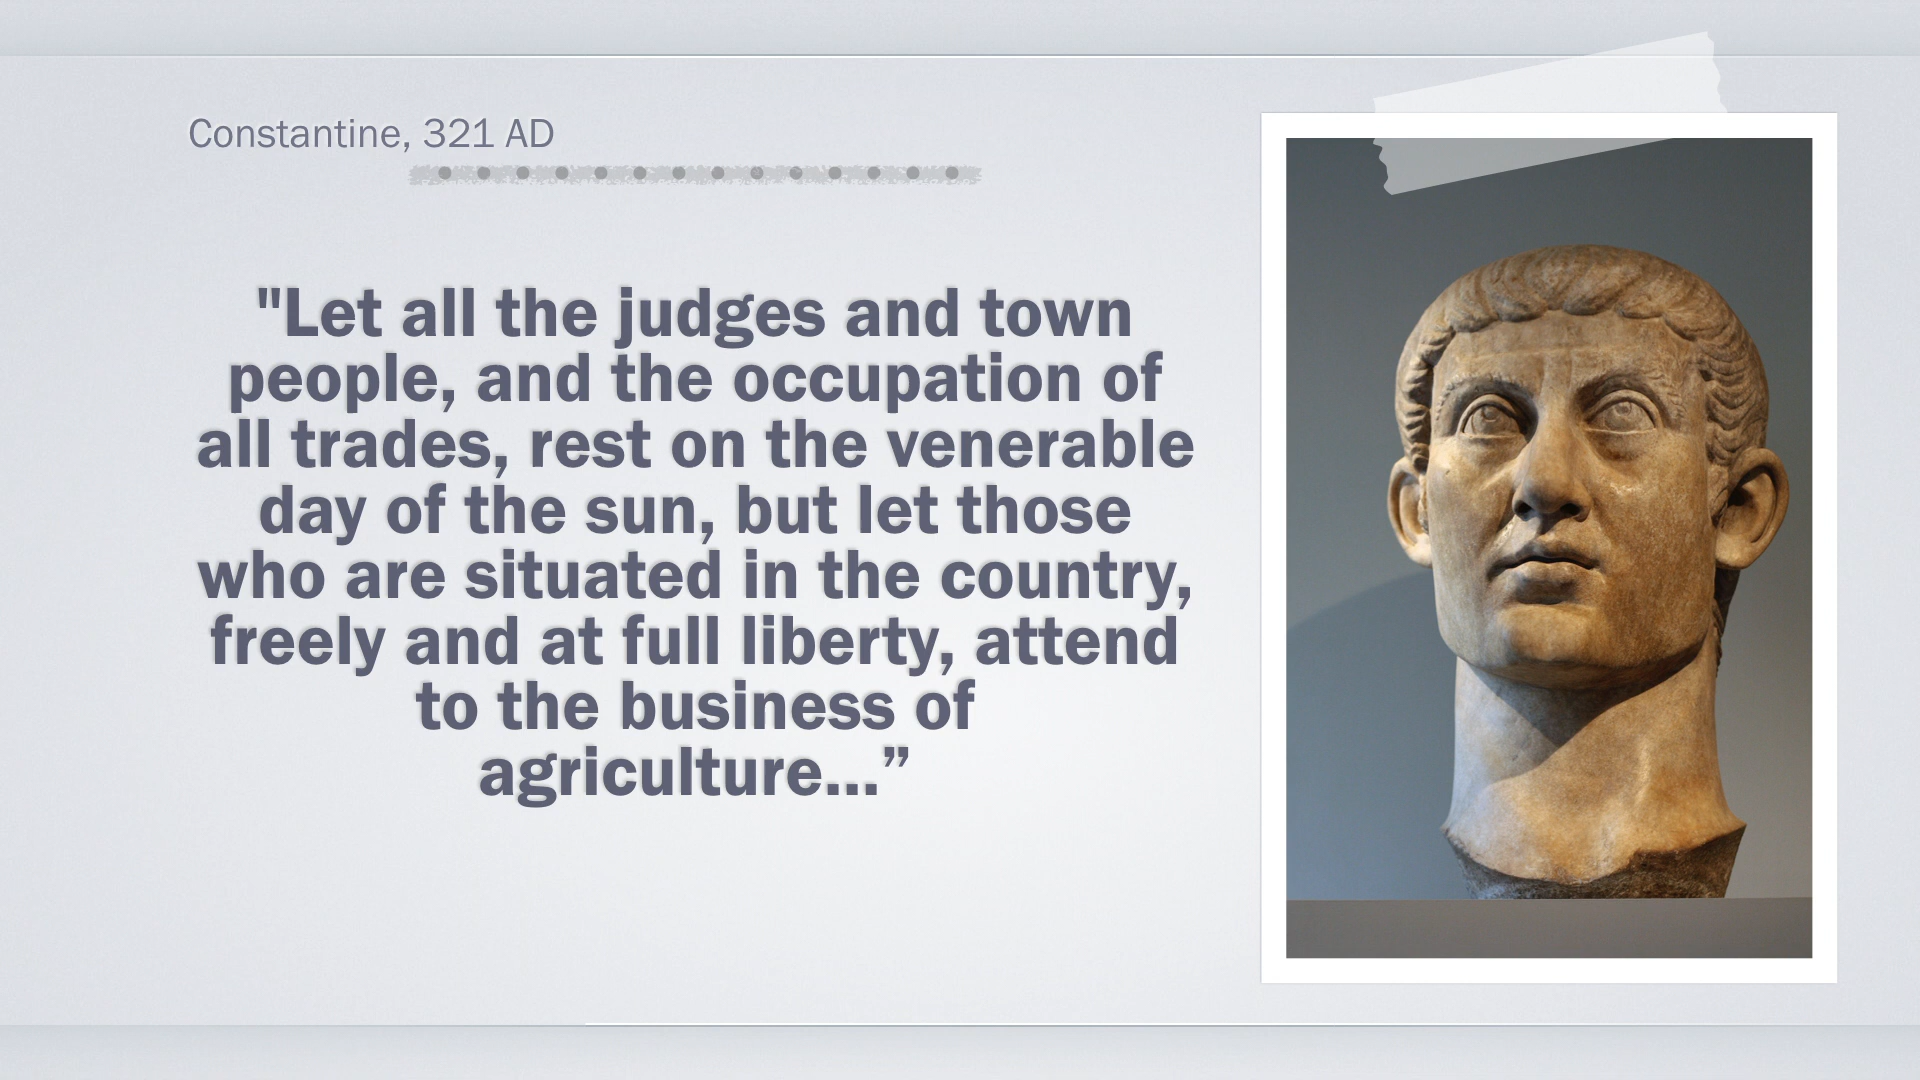 Constantine, 321 AD
"Let all the judges and town
people, and the occupation of
all trades, rest on the venerable
day of the sun, but let those
who are situated in the country,
freely and at full liberty, attend
to the business of
agriculture...”